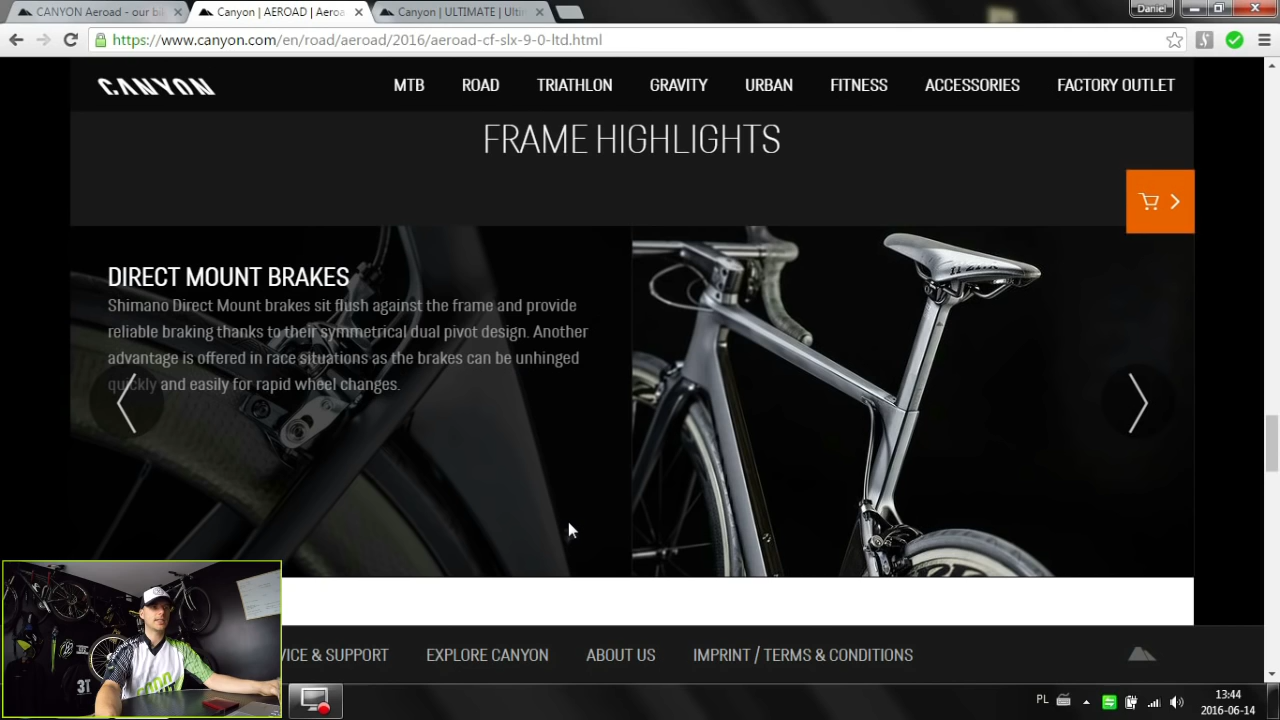 CANYON Aeroad - our bi
Canyon | AEROAD | Aeroa
Canyon | ULTIMATE | Ulti
Daniel
https://www.canyon.com/en/road/aeroad/2016/aeroad-cf-slx-9-0-ltd.html
CANYON
MTB
ROAD
TRIATHLON
GRAVITY
URBAN
FITNESS
ACCESSORIES
FACTORY OUTLET
FRAME HIGHLIGHTS
DIRECT MOUNT BRAKES
Shimano Direct Mount brakes sit flush against the frame and provide
reliable braking thanks to their symmetrical dual pivot design. Another
advantage is offered in race situations as the brakes can be unhinged
quickly and easily for rapid wheel changes.
VICE & SUPPORT
EXPLORE CANYON
ABOUT US
IMPRINT / TERMS & CONDITIONS
3T
PL
13:44
2016-06-14